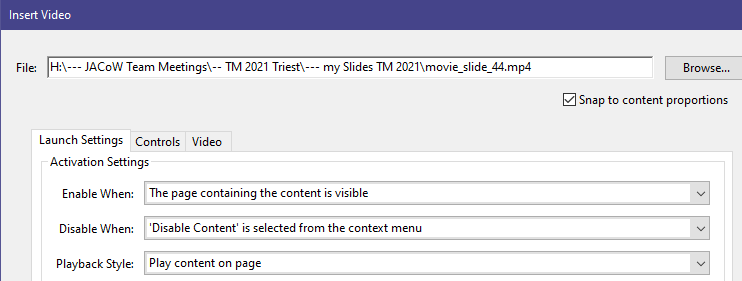 Insert Video
File: H:\--- JACoW Team Meetings\-- TM 2021 Triest\--- my Slides TM 2021\movie_slide_44.mp4 Browse...
Snap to content proportions
Launch Settings Controls Video
Activation Settings
Enable When: The page containing the content is visible
Disable When: 'Disable Content' is selected from the context menu
Playback Style: Play content on page